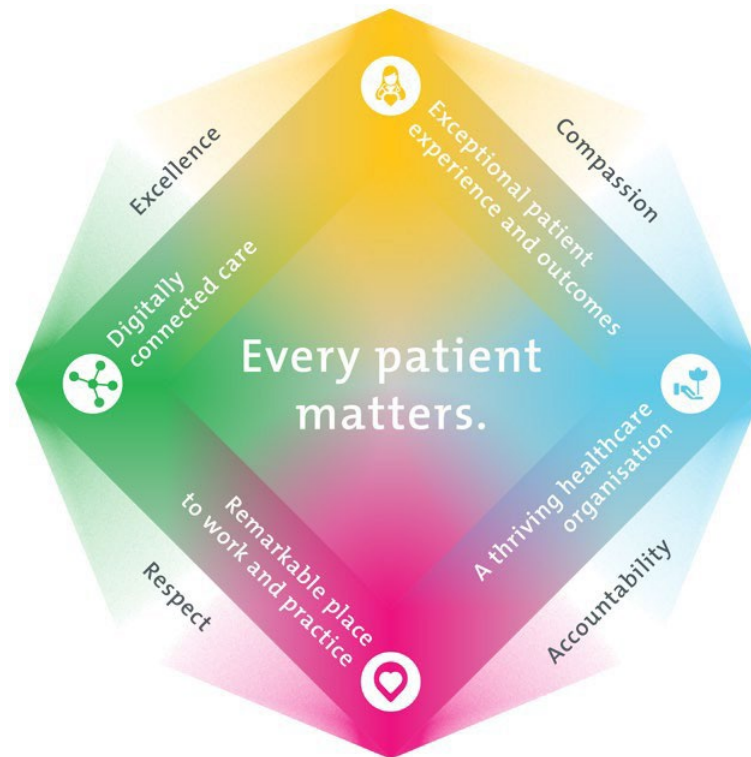 Excellence
Compassion
Exceptional patient
experience and outcomes
Digitally
connected care
Every patient
matters.
Remarkable place
to work and practice
A thriving healthcare
organisation
Respect
Accountability